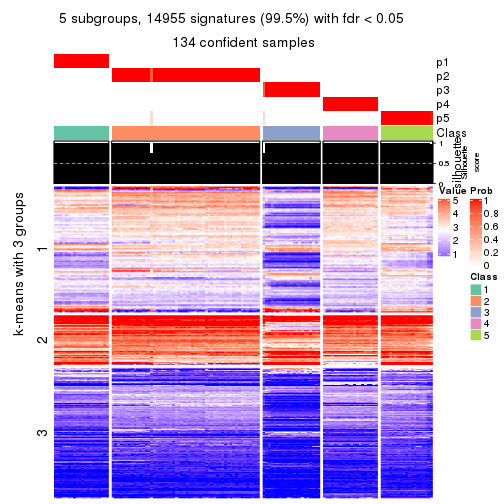 5 subgroups, 14955 signatures (99.5%) with fdr < 0.05
134 confident samples
p1
p2
p3
p4
p5
Class
1
0.5
0
silhouette
Silhouette
score
k-means with 3 groups
1
2
3
Value
5
4
3
2
1
Prob
1
0.8
0.6
0.4
0.2
0
Class
1
2
3
4
5